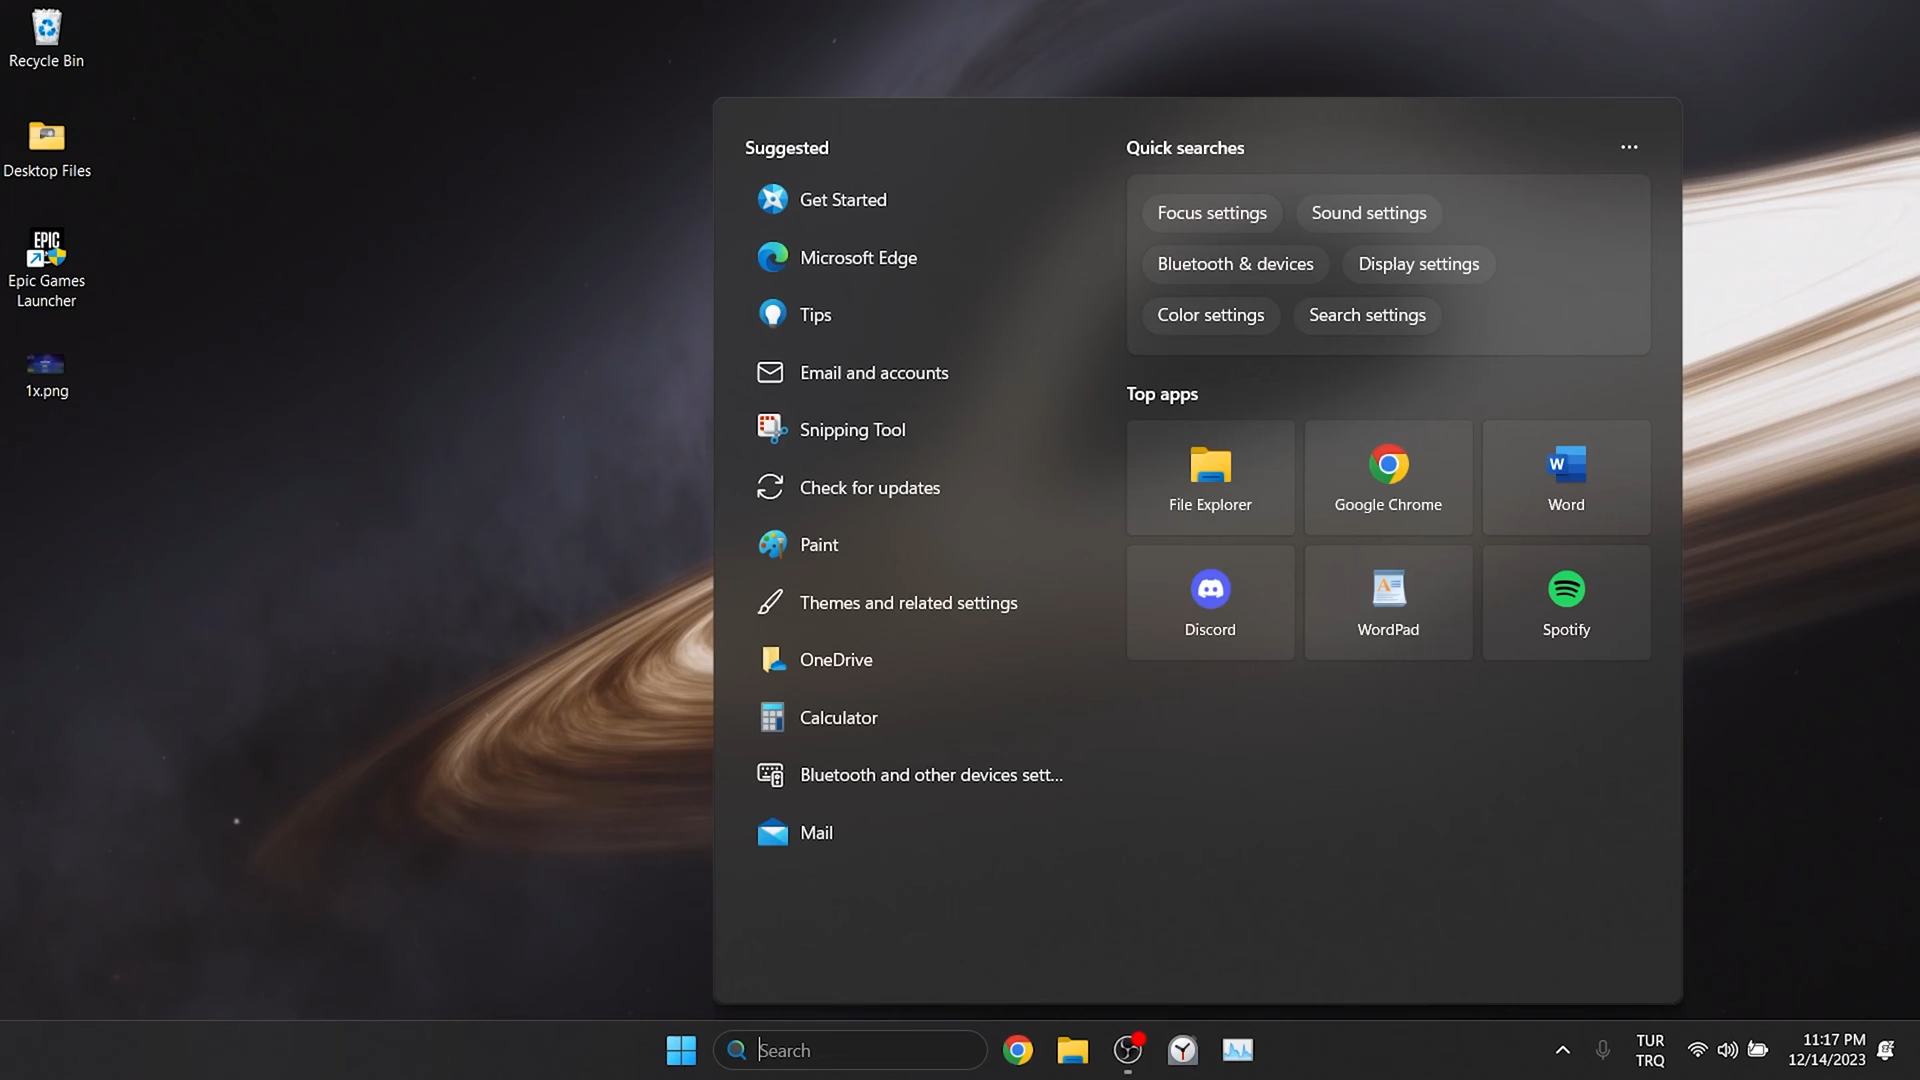 Recycle Bin
Desktop Files
EPIC
Epic Games
Launcher
1x.png
Suggested
Get Started
Microsoft Edge
Tips
Email and accounts
Snipping Tool
Check for updates
Paint
Themes and related settings
OneDrive
Calculator
Bluetooth and other devices sett...
Mail
Quick searches
Focus settings
Sound settings
Bluetooth & devices
Display settings
Color settings
Search settings
Top apps
File Explorer
Google Chrome
W
Word
Discord
A
WordPad
Spotify
Search
TUR
TRQ
11:17 PM
12/14/2023